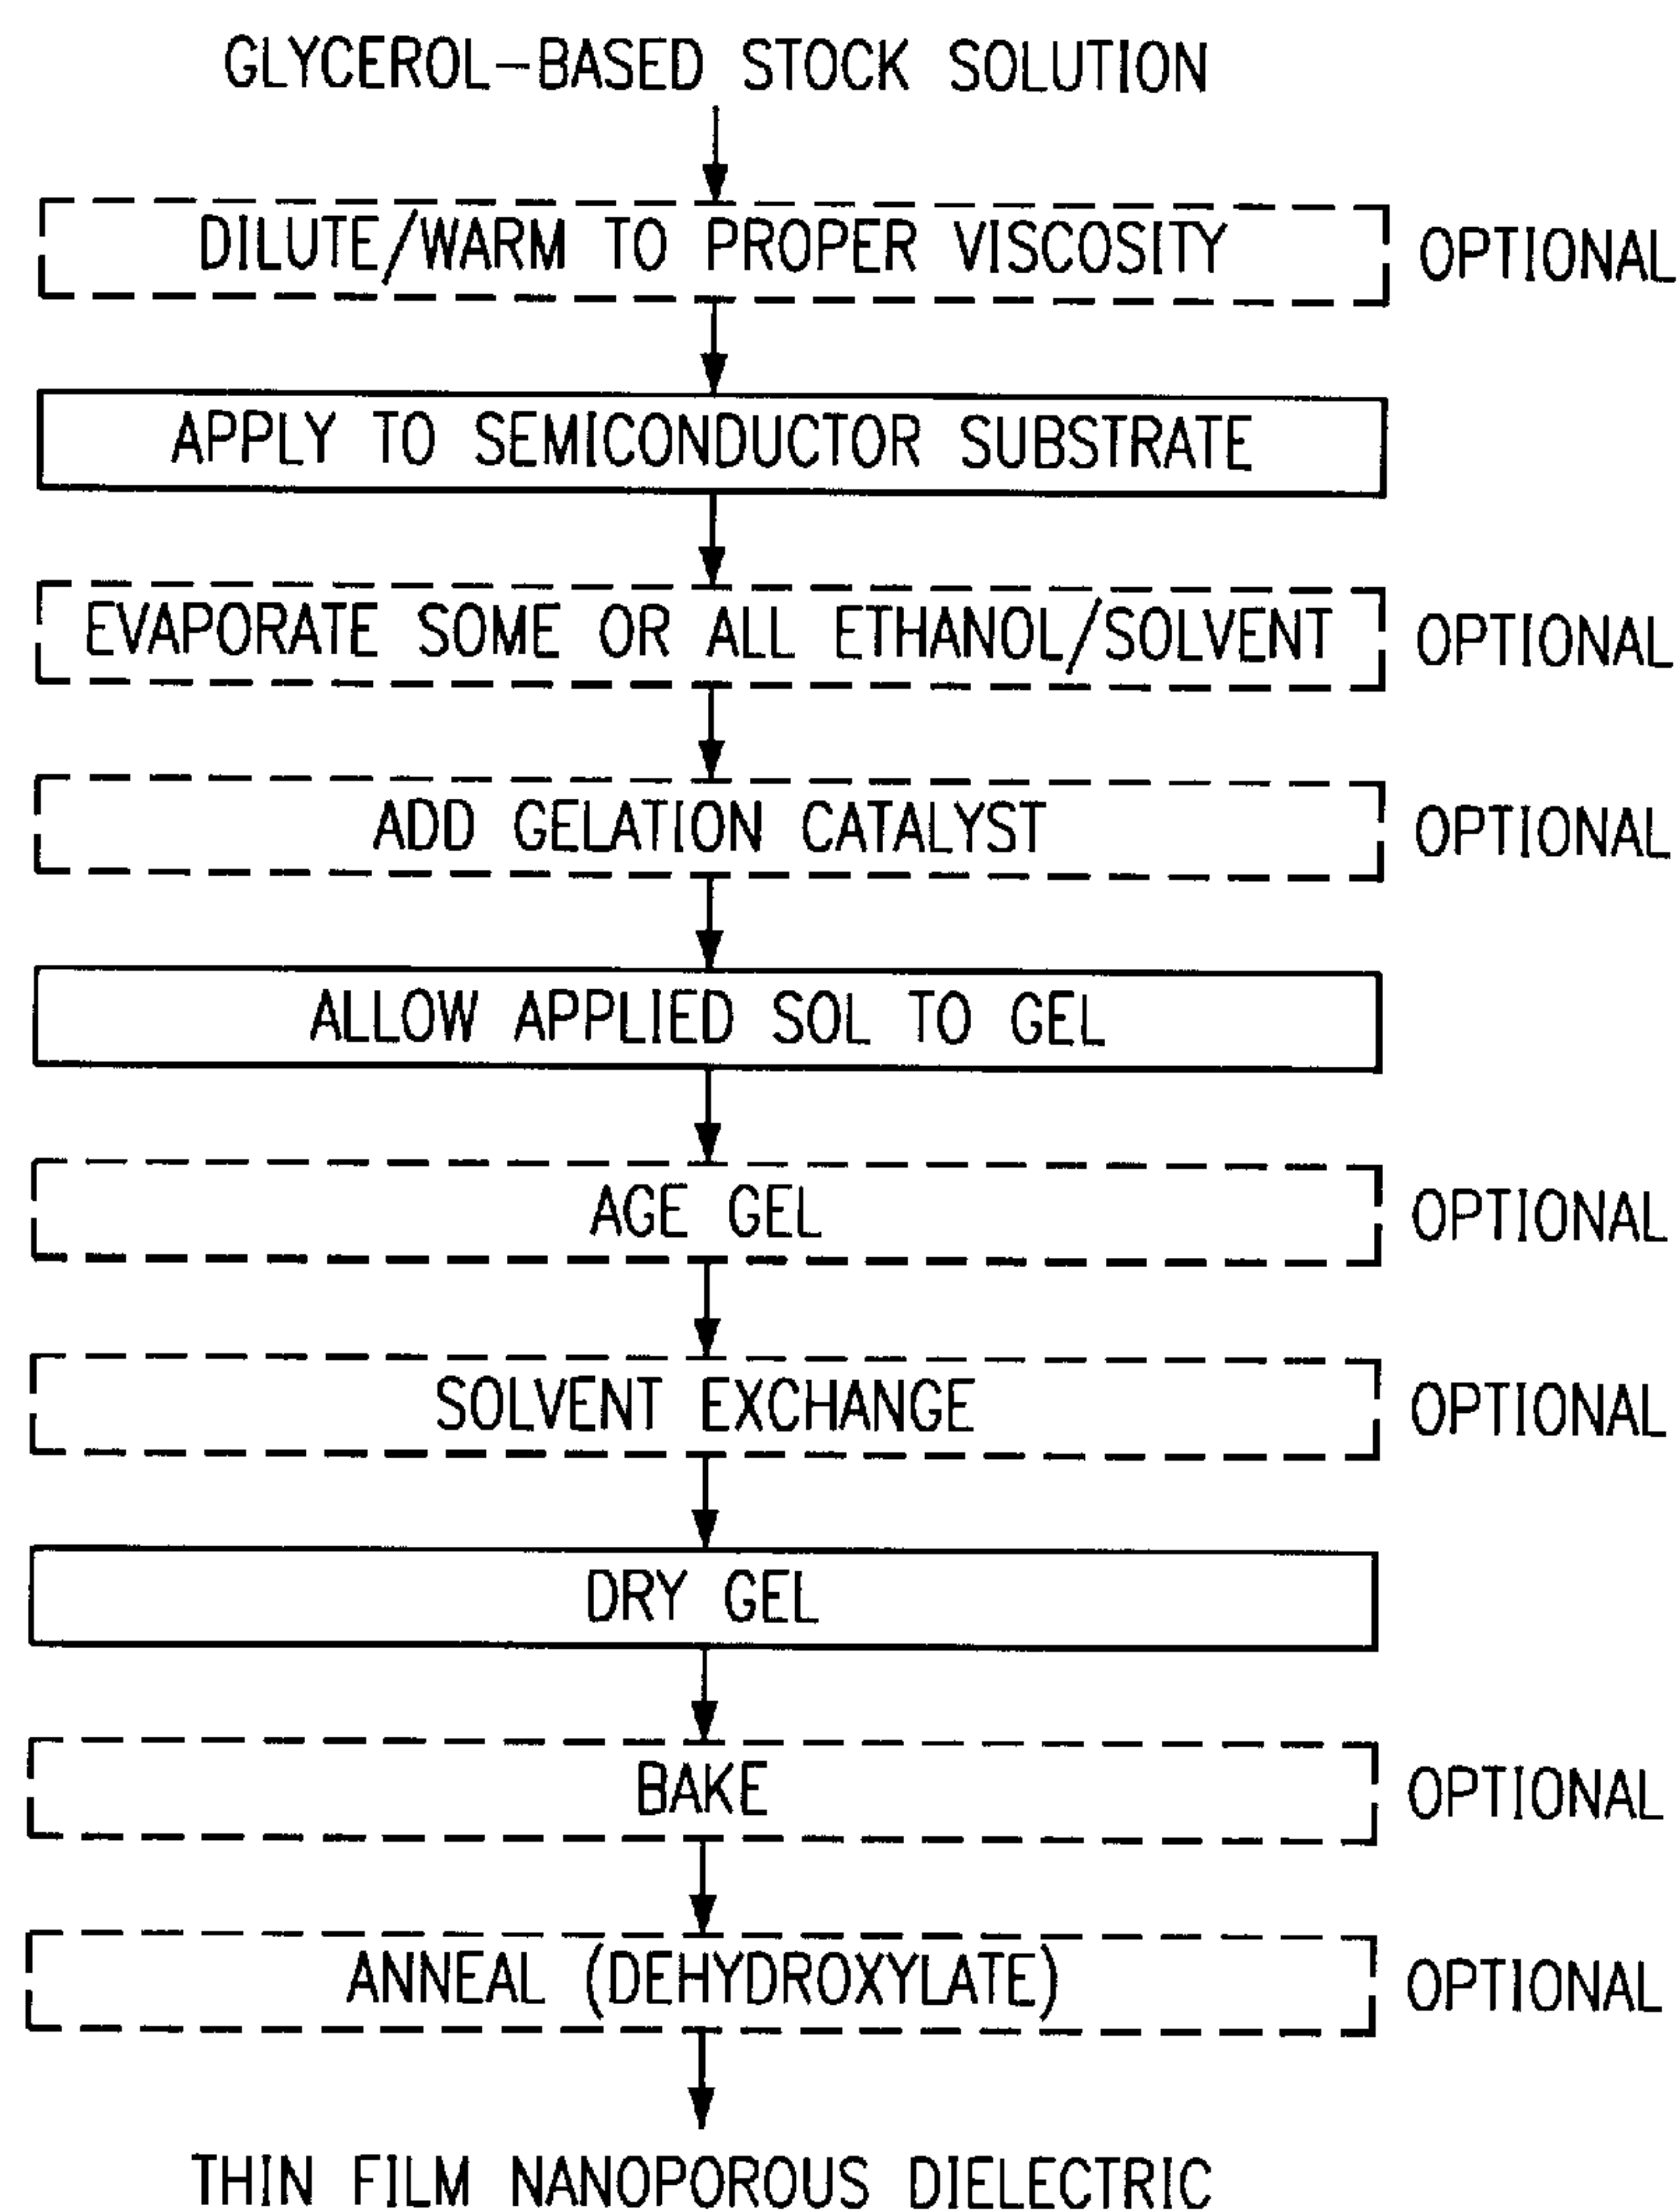 GLYCEROL-BASED STOCK SOLUTION
DILUTE/WARM TO PROPER VISCOSITY OPTIONAL
APPLY TO SEMICONDUCTOR SUBSTRATE
EVAPORATE SOME OR ALL ETHANOL/SOLVENT OPTIONAL
ADD GELATION CATALYST OPTIONAL
ALLOW APPLIED SOL TO GEL
AGE GEL OPTIONAL
SOLVENT EXCHANGE OPTIONAL
DRY GEL
BAKE OPTIONAL
ANNEAL (DEHYDROXYLATE) OPTIONAL
THIN FILM NANOPOROUS DIELECTRIC